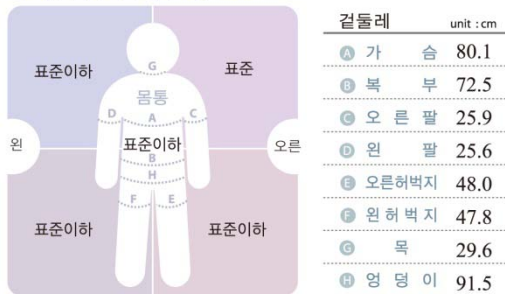 G
표준이하
표준
몸통
D
C
A
왼
표준이하
오른
B
H
F
E
표준이하
표준이하
겉둘레 unit : cm
A 가 슴 80.1
B 복 부 72.5
C 오 른 팔 25.9
D 왼 팔 25.6
E 오른허벅지 48.0
F 왼 허 벅 지 47.8
G 목 29.6
H 엉 덩 이 91.5